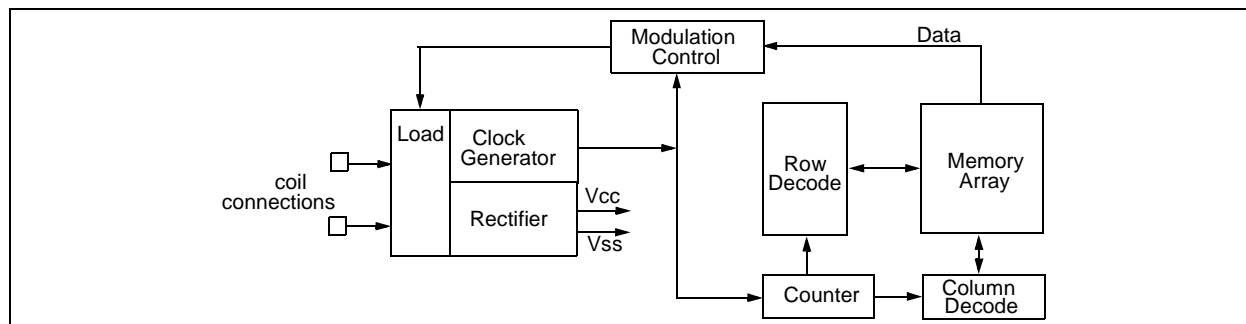 Modulation
Control
Data
Load
Clock
Generator
Row
Decode
Memory
Array
coil
connections
Vcc
Rectifier
Vss
Counter
Column
Decode